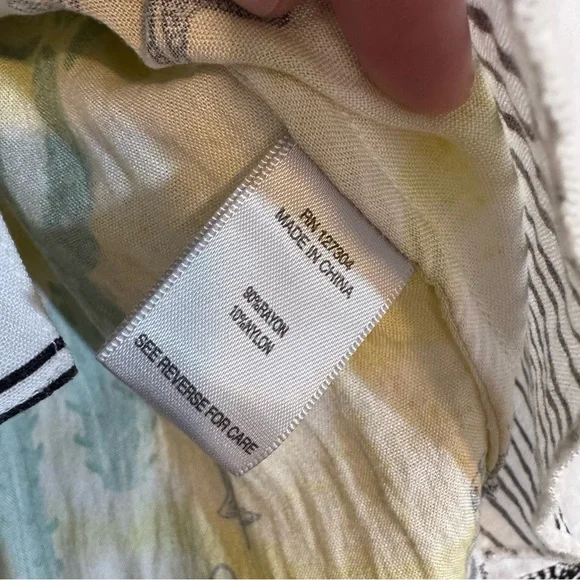 RN 127304
MADE IN CHINA
90%RAYON
10%NYLON
SEE REVERSE FOR CARE